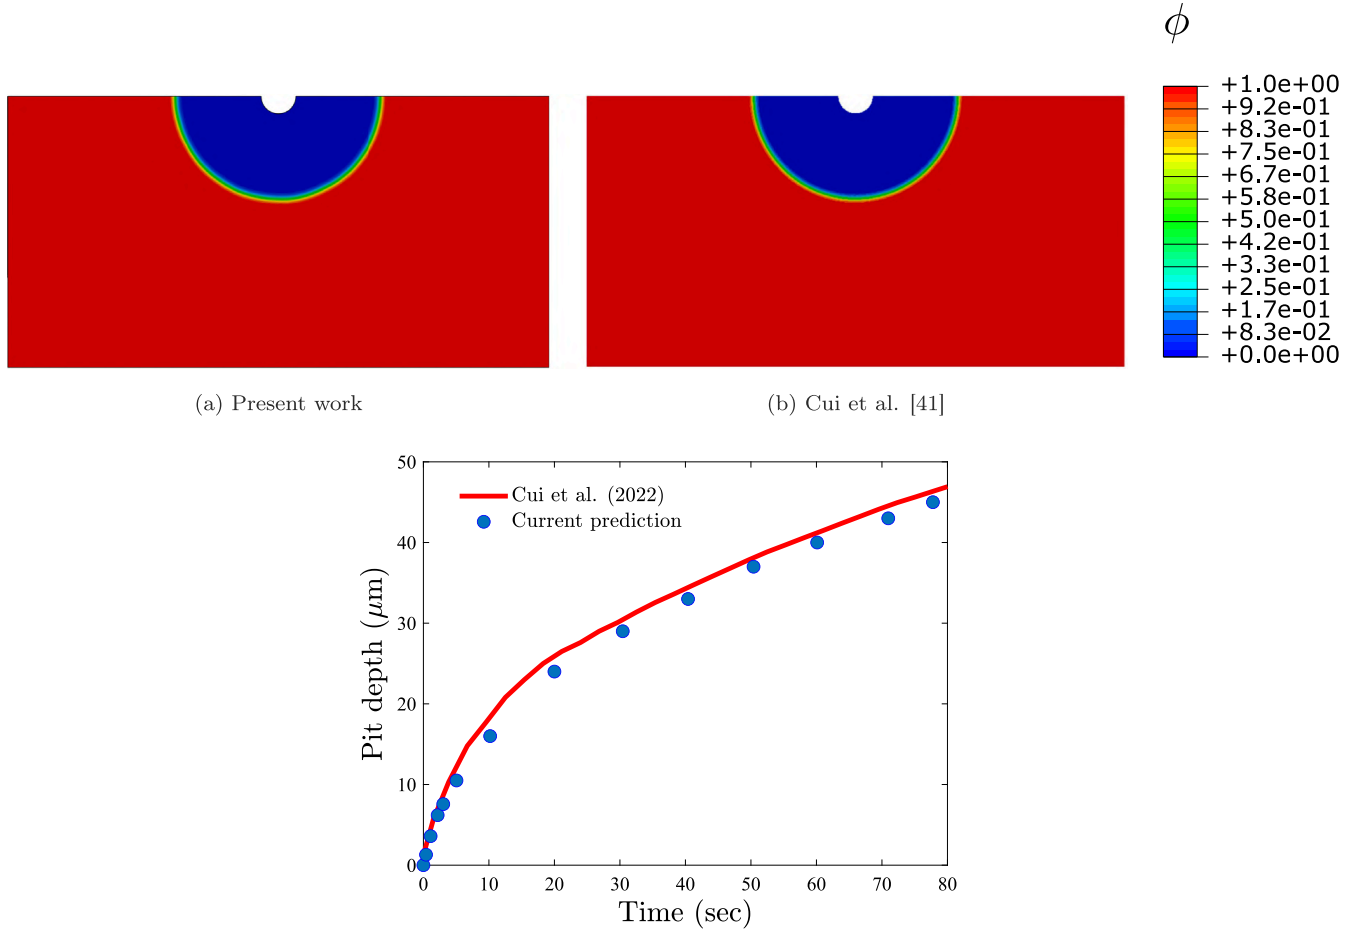 ϕ
+1.0e+00
+9.2e-01
+8.3e-01
+7.5e-01
+6.7e-01
+5.8e-01
+5.0e-01
+4.2e-01
+3.3e-01
+2.5e-01
+1.7e-01
+8.3e-02
+0.0e+00
(a) Present work
(b) Cui et al. [41]
50
40
30
20
10
0
Pit depth (μm)
Cui et al. (2022)
Current prediction
0 10 20 30 40 50 60 70 80
Time (sec)